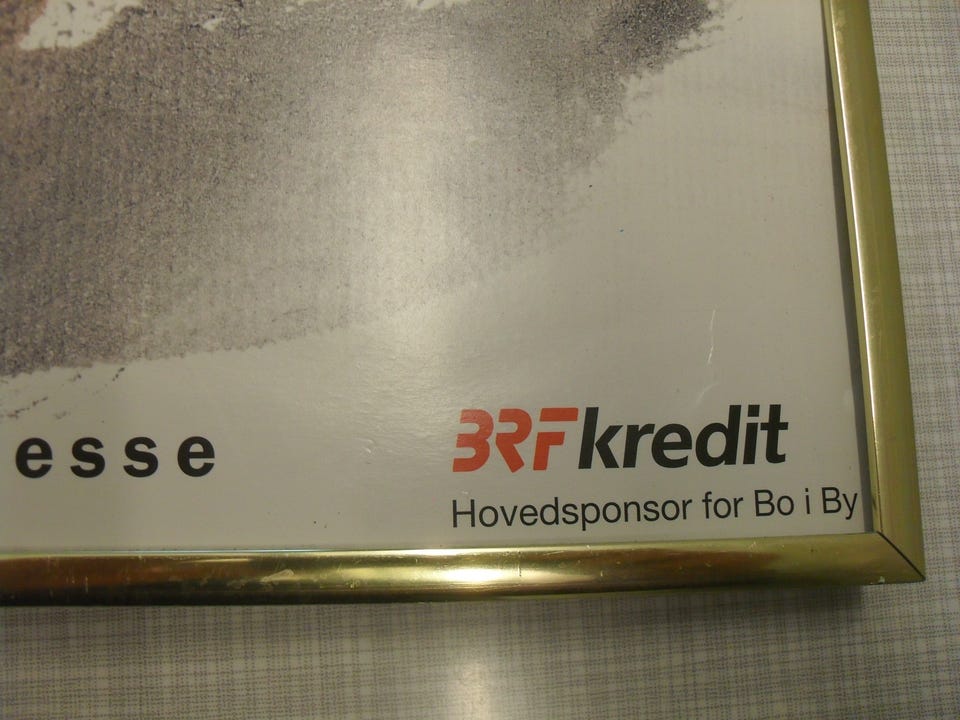 esse
BRFkredit
Hovedsponsor for Bo i By